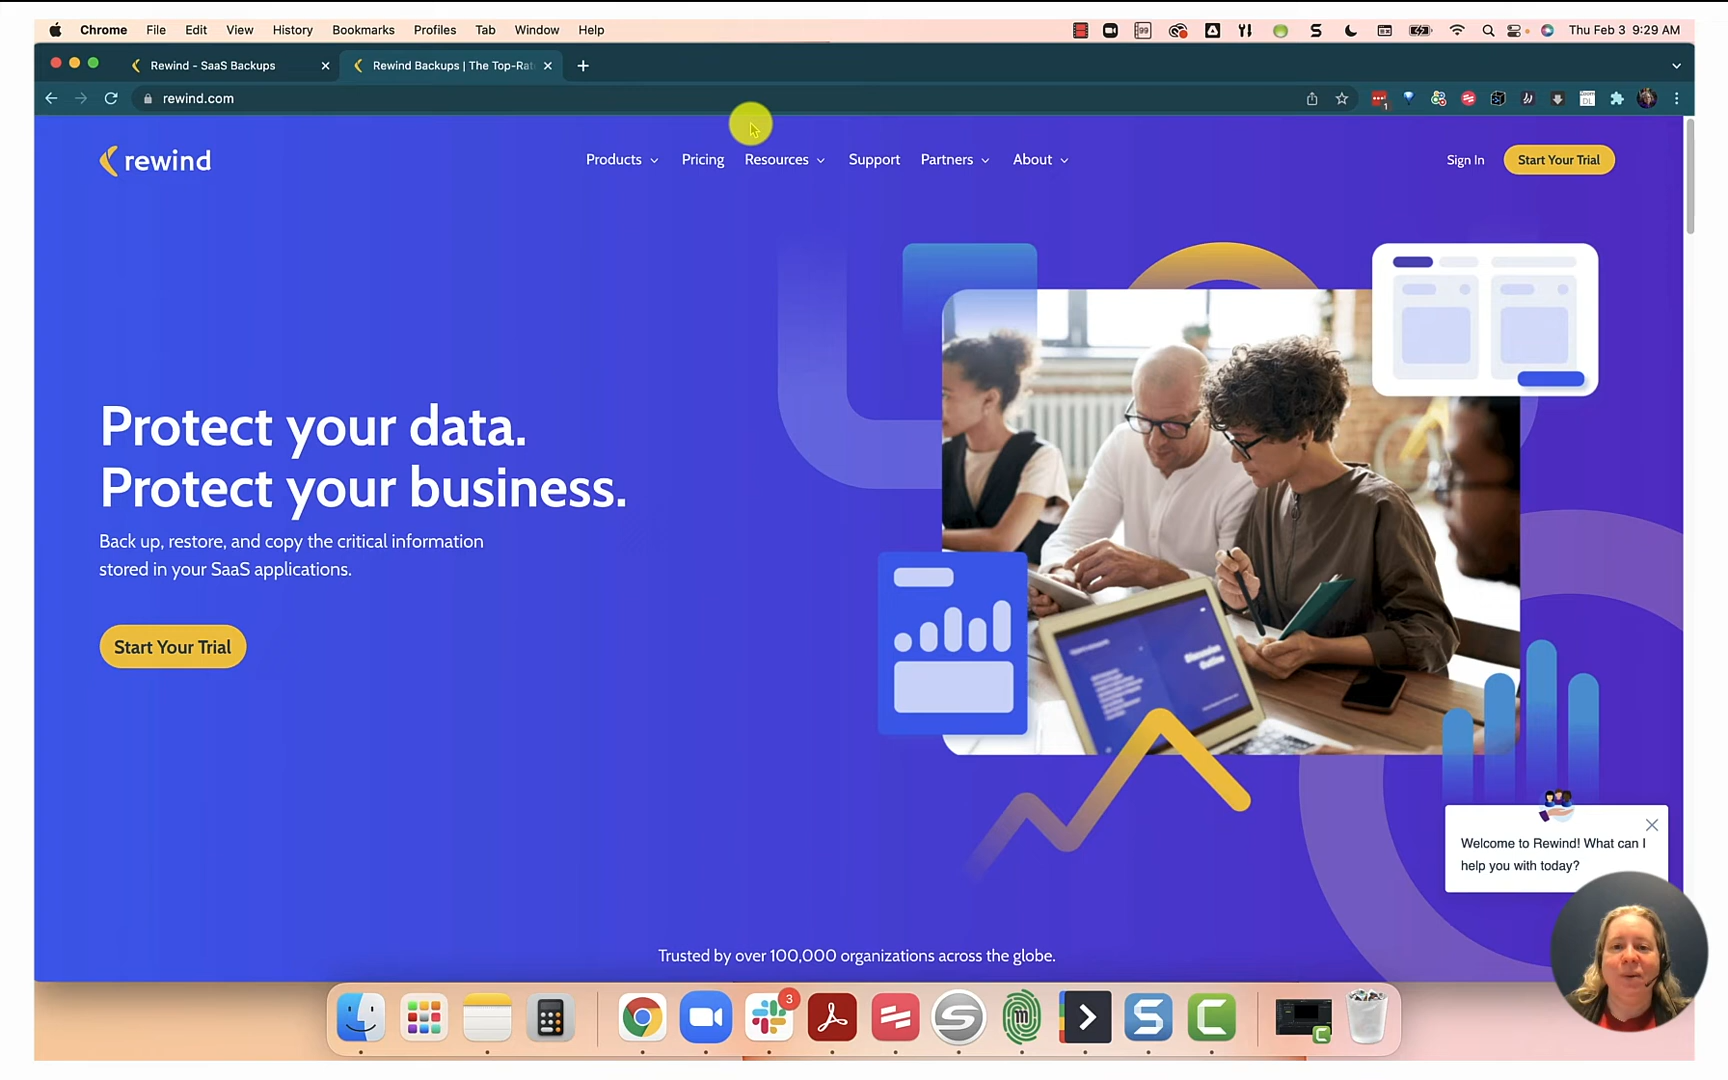 Chrome File Edit View History Bookmarks Profiles Tab Window Help Thu Feb 3 9:29 AM
Rewind - SaaS Backups
Rewind Backups | The Top-Rat
rewind.com
1
99
DL
rewind
Products
Pricing
Resources
Support
Partners
About
Sign In
Start Your Trial
Protect your data.
Protect your business.
Back up, restore, and copy the critical information
stored in your SaaS applications.
Start Your Trial
Welcome to Rewind! What can I
help you with today?
Trusted by over 100,000 organizations across the globe.
3